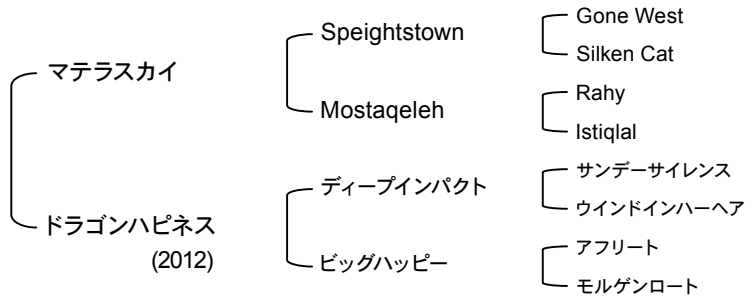 マテラスカイ
Speightstown
Gone West
Silken Cat
Mostaqeleh
Rahy
Istiqlal
ドラゴンハピネス
(2012)
ディープインパクト
サンデーサイレンス
ウインドインハーヘア
ビッグハッピー
アフリート
モルゲンロート